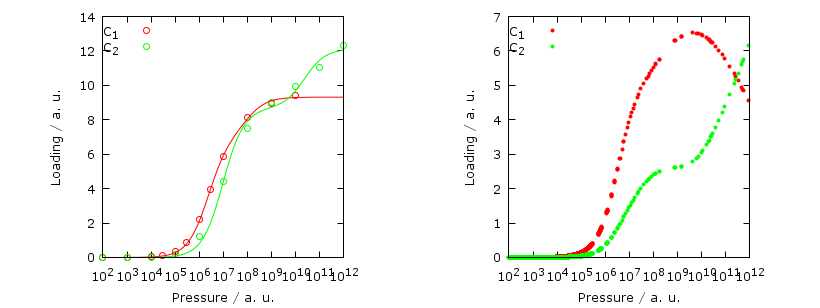 14
12
10
8
6
4
2
0
Loading / a. u.
C₁
C₂
10² 10³ 10⁴ 10⁵ 10⁶ 10⁷ 10⁸ 10⁹ 10¹⁰ 10¹¹ 10¹²
Pressure / a. u.
7
6
5
4
3
2
1
0
Loading / a. u.
C₁
C₂
10² 10³ 10⁴ 10⁵ 10⁶ 10⁷ 10⁸ 10⁹ 10¹⁰ 10¹¹ 10¹²
Pressure / a. u.